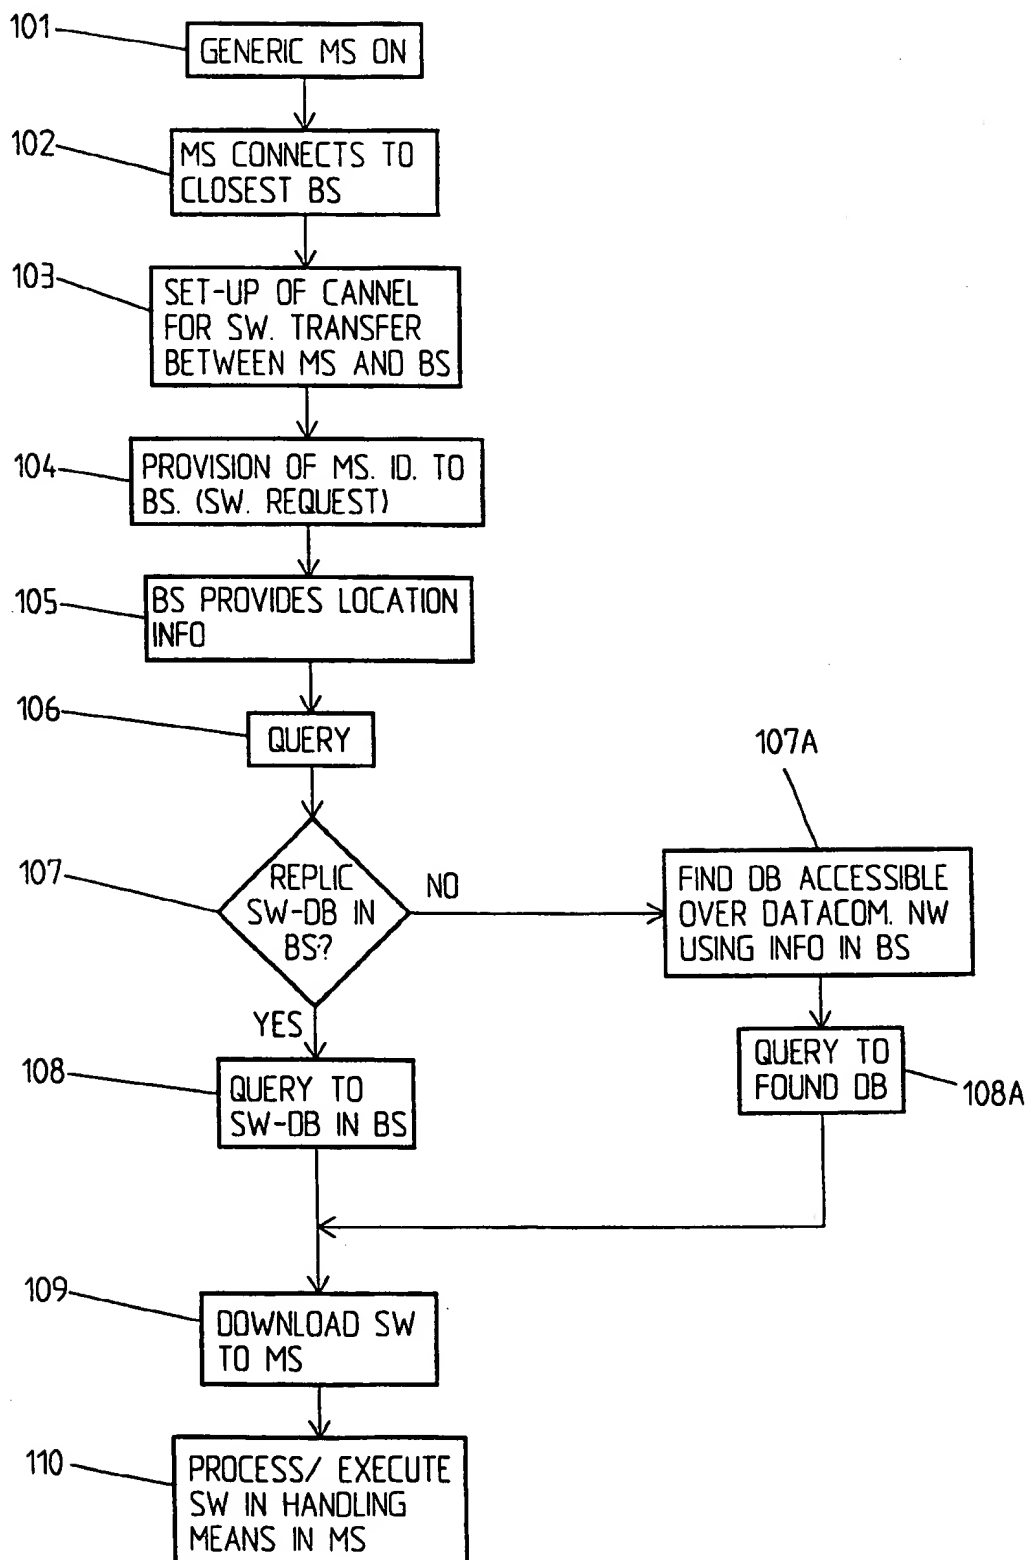 101
GENERIC MS ON
102
MS CONNECTS TO
CLOSEST BS
103
SET-UP OF CANNEL
FOR SW. TRANSFER
BETWEEN MS AND BS
104
PROVISION OF MS. ID. TO
BS. (SW. REQUEST)
105
BS PROVIDES LOCATION
INFO
106
QUERY
107
REPLIC
SW-DB IN
BS?
NO
YES
107A
FIND DB ACCESSIBLE
OVER DATACOM. NW
USING INFO IN BS
108
QUERY TO
SW-DB IN BS
QUERY TO
FOUND DB
108A
109
DOWNLOAD SW
TO MS
110
PROCESS/ EXECUTE
SW IN HANDLING
MEANS IN MS